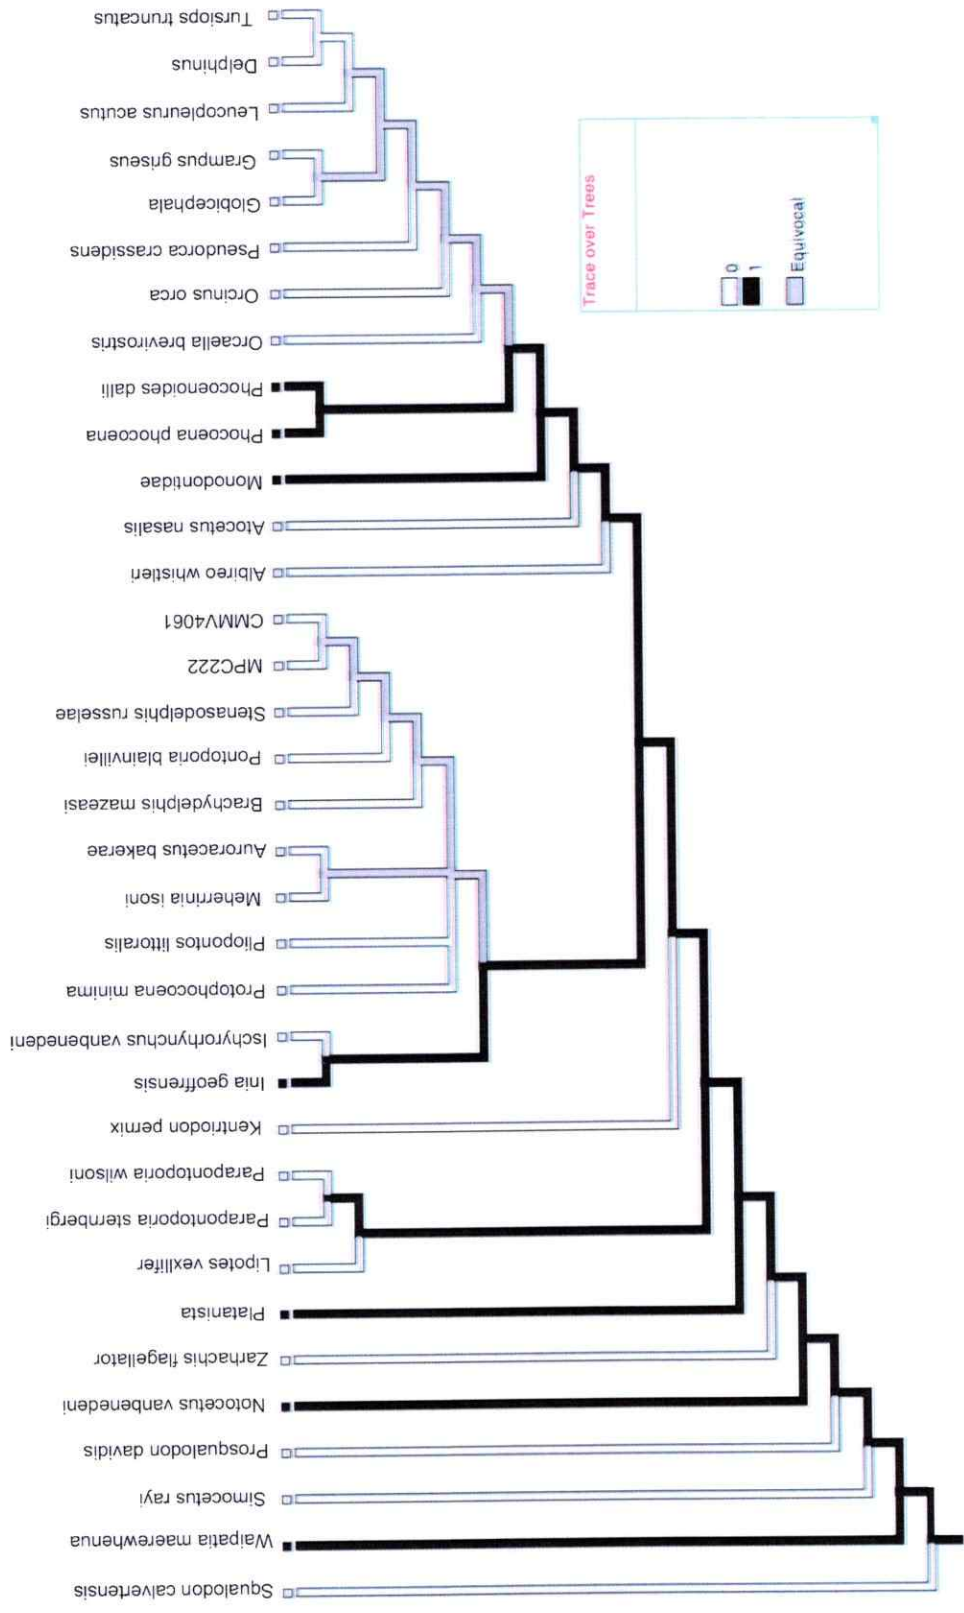 Tursiops truncatus
Delphinus
Leucopleurus acutus
Grampus griseus
Globicephala
Pseudorca crassidens
Orcinus orca
Orcaella brevirostris
Phocoenoides dalli
Phocoena phocoena
Monodontidae
Atocetus nasalis
Albireo whistleri
CMMV4061
MPC222
Stenasodelphis russelae
Pontoporia blainvillei
Brachydelphis mazeasi
Auroracetus bakerae
Meherrinia isoni
Pliopontos littoralis
Protophocoena minima
Ischyrorhynchus vanbenedeni
Inia geoffrensis
Kentriodon pernix
Parapontoporia wilsoni
Parapontoporia sternbergi
Lipotes vexllifer
Platanista
Zarhachis flagellator
Notocetus vanbenedeni
Prosqualodon davidis
Simocetus rayi
Waipatia maerewhenua
Squalodon calvertensis
Trace over Trees
0
1
Equivocal